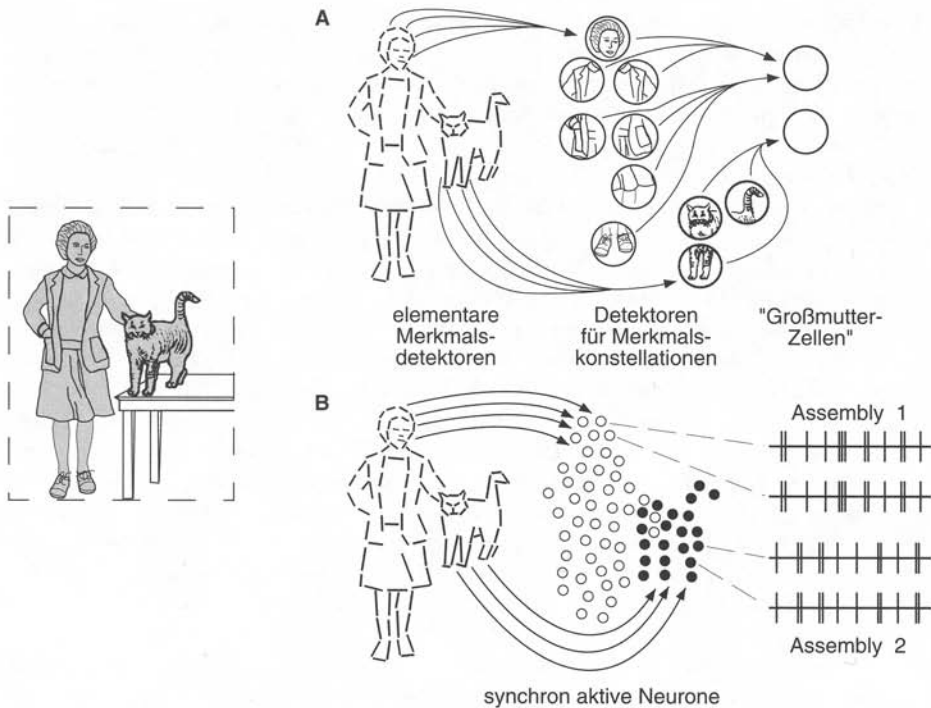 A
elementare
Merkmals-
detektoren
Detektoren
für Merkmals-
konstellationen
"Großmutter-
Zellen"
B
Assembly 1
Assembly 2
synchron aktive Neurone